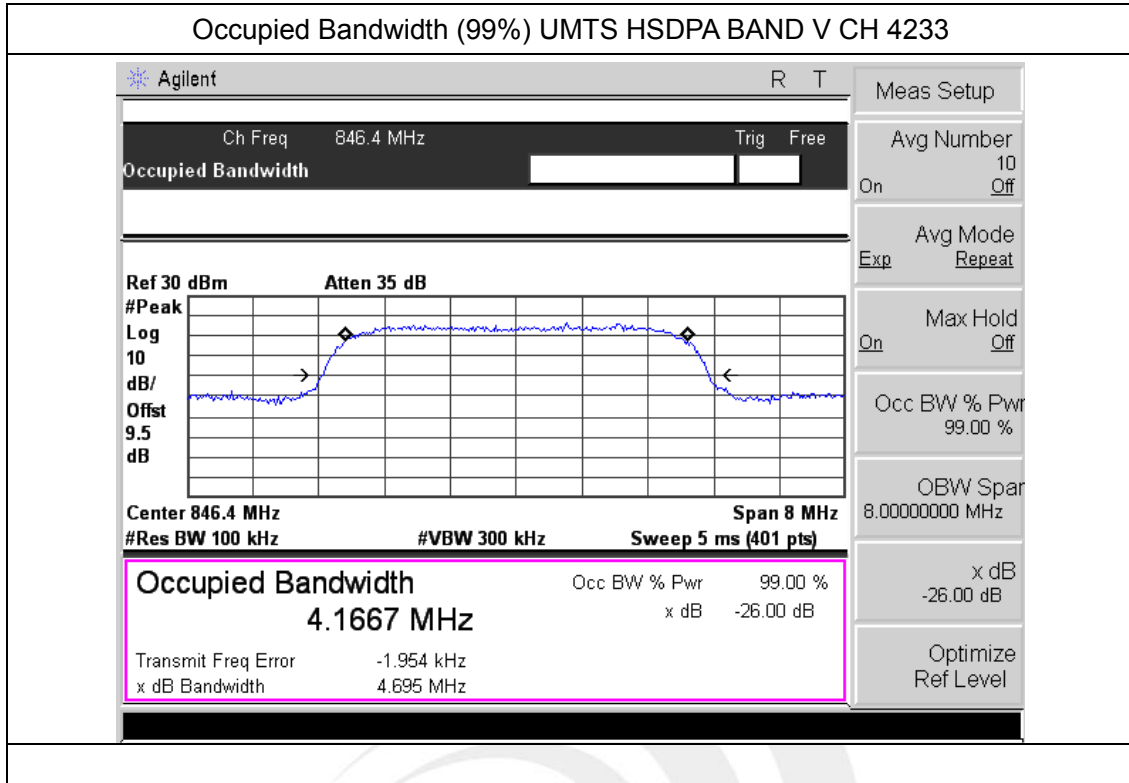 Occupied Bandwidth (99%) UMTS HSDPA BAND V CH 4233
Agilent
R T
Ch Freq 846.4 MHz
Trig Free
Occupied Bandwidth
Ref 30 dBm
Atten 35 dB
#Peak
Log
10
dB/
Offst
9.5
dB
Center 846.4 MHz
Span 8 MHz
#Res BW 100 kHz
#VBW 300 kHz
Sweep 5 ms (401 pts)
Occupied Bandwidth
4.1667 MHz
Occ BW % Pwr 99.00 %
x dB -26.00 dB
Transmit Freq Error -1.954 kHz
x dB Bandwidth 4.695 MHz
Meas Setup
Avg Number
10
On Off
Avg Mode
Exp Repeat
Max Hold
On Off
Occ BW % Pwr
99.00 %
OBW Span
8.00000000 MHz
x dB
-26.00 dB
Optimize
Ref Level